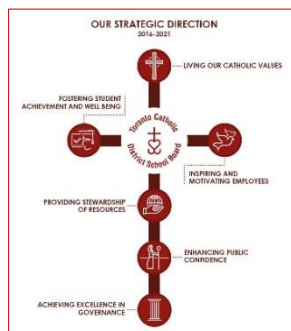 OUR STRATEGIC DIRECTION
2016-2021
LIVING OUR CATHOLIC VALUES
FOSTERING STUDENT
ACHIEVEMENT AND WELL BEING
Toronto Catholic
District School Board
INSPIRING AND
MOTIVATING EMPLOYEES
PROVIDING STEWARDSHIP
OF RESOURCES
ENHANCING PUBLIC
CONFIDENCE
ACHIEVING EXCELLENCE IN
GOVERNANCE